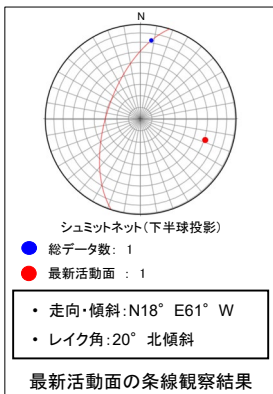 N
シュミットネット(下半球投影)
総データ数: 1
最新活動面 : 1
• 走向・傾斜:N18° E61° W
• レイク角:20° 北傾斜
最新活動面の条線観察結果